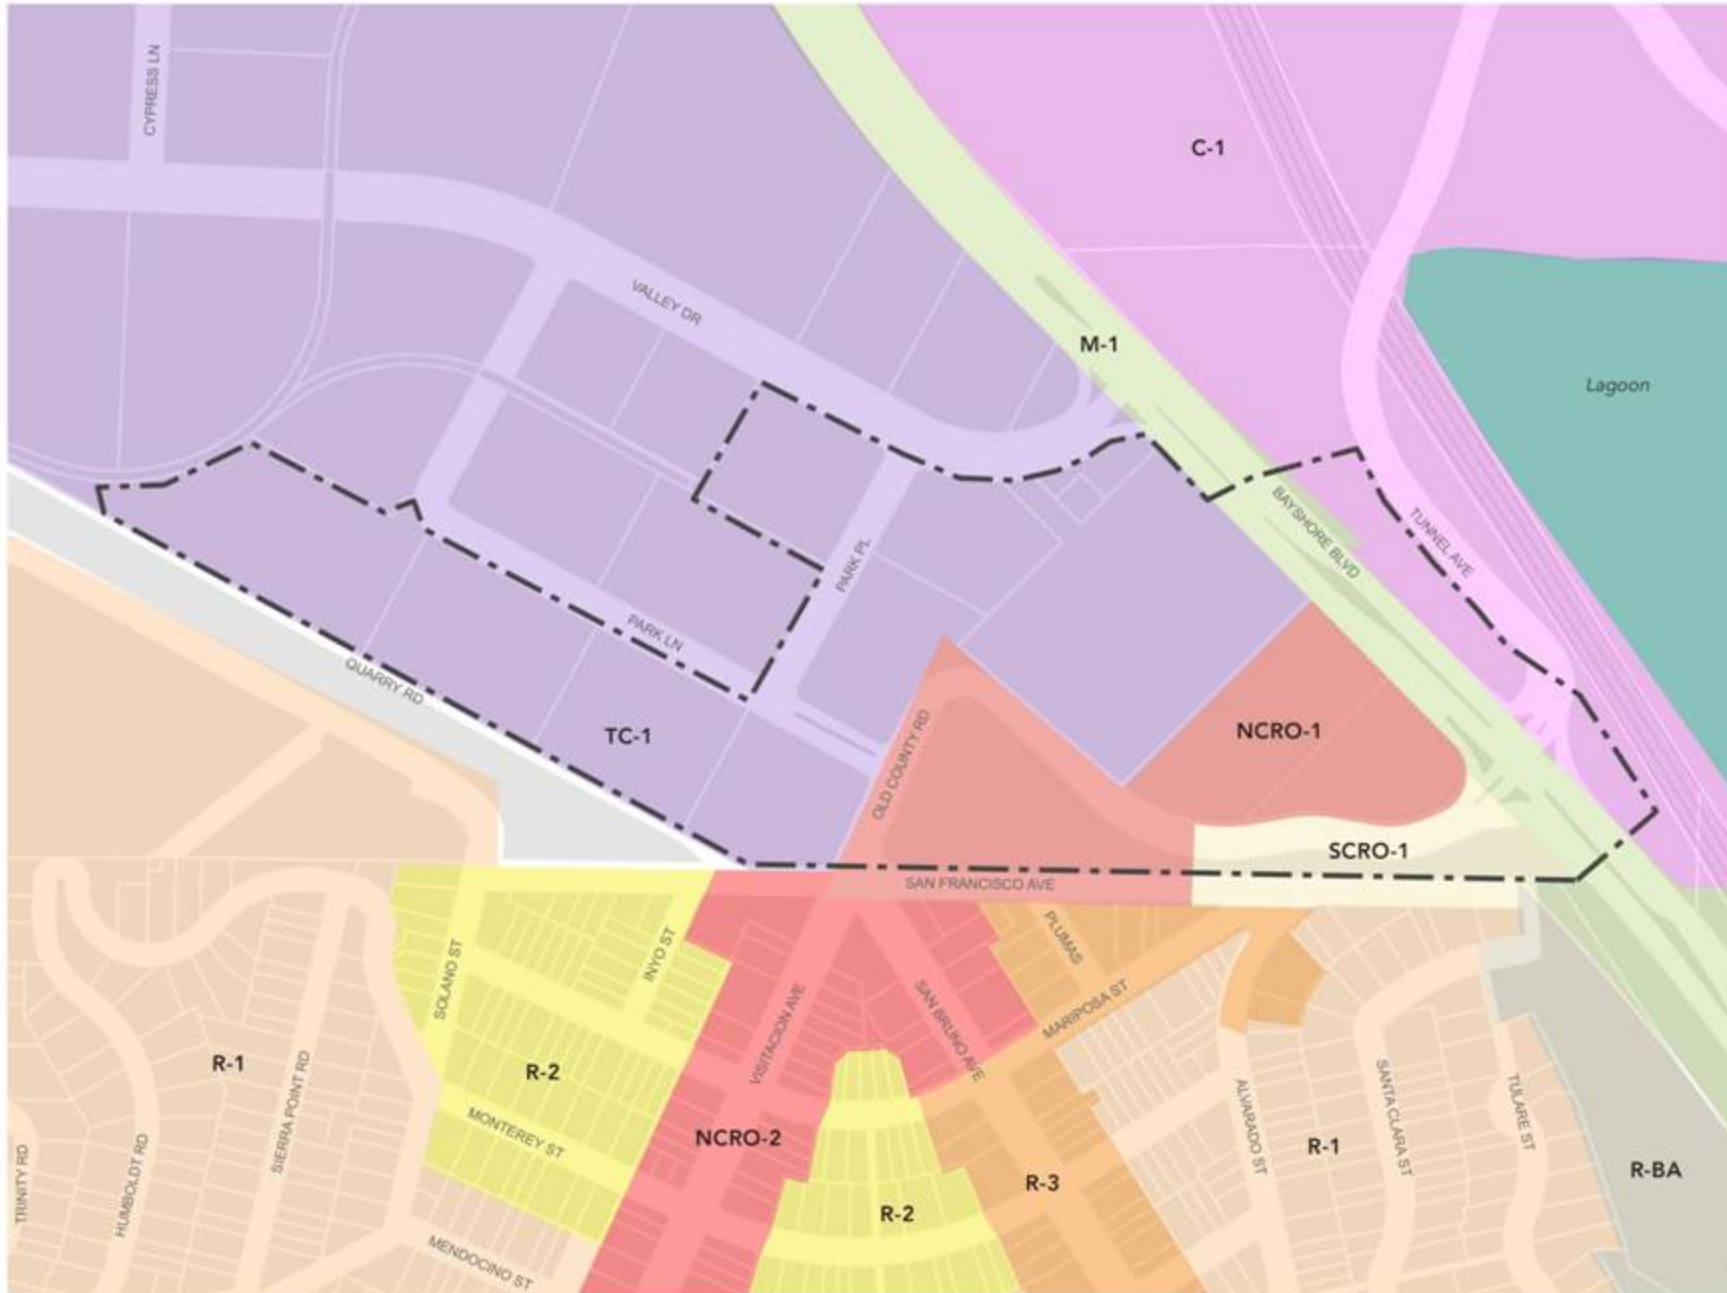 CYPRESS LN
C-1
VALLEY DR
M-1
Lagoon
BAYSHORE BLVD
TUNNEL AVE
PARK PL
PARK LN
QUARRY RD
TC-1
NCRO-1
OLD COUNTY RD
SCRO-1
SAN FRANCISCO AVE
PLUMAS
INYO ST
SOLANO ST
SAN BRUNO AVE
MARIPOSA ST
VISITACION AVE
R-1
R-2
SIERRA POINT RD
MONTEREY ST
NCRO-2
HUMBOLDT RD
TRINITY RD
ALVARADO ST
SANTA CLARA ST
TULARE ST
R-1
R-BA
R-3
R-2
MENDOCINO ST